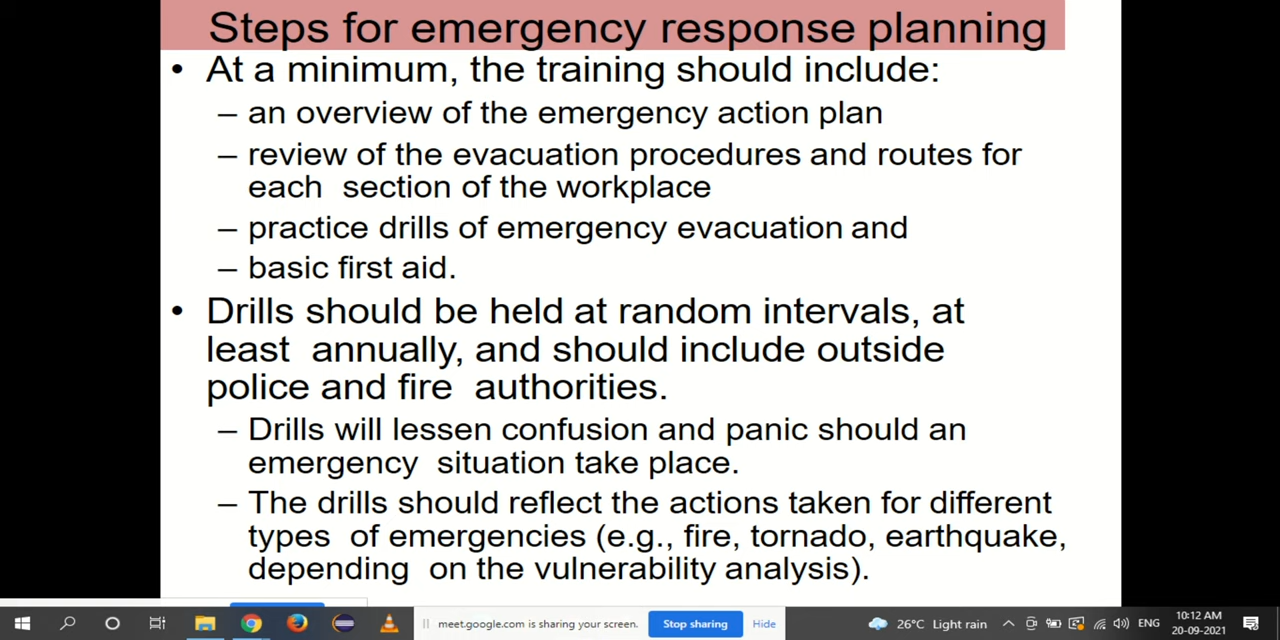 Steps for emergency response planning
• At a minimum, the training should include:
– an overview of the emergency action plan
– review of the evacuation procedures and routes for
each section of the workplace
– practice drills of emergency evacuation and
– basic first aid.
• Drills should be held at random intervals, at
least annually, and should include outside
police and fire authorities.
– Drills will lessen confusion and panic should an
emergency situation take place.
– The drills should reflect the actions taken for different
types of emergencies (e.g., fire, tornado, earthquake,
depending on the vulnerability analysis).
meet.google.com is sharing your screen. Stop sharing Hide
26°C Light rain
ENG
10:12 AM
20-09-2021